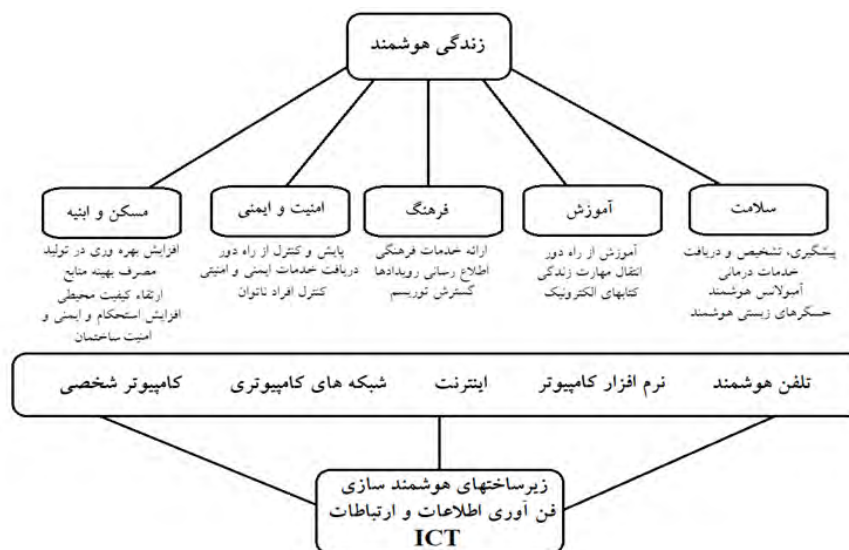 زندگی هوشمند
سلامت
پیشگیری، تشخیص و دریافت
خدمات درمانی
آمبولانس هوشمند
حسگرهای زیستی هوشمند
آموزش
آموزش از راه دور
انتقال مهارت زندگی
کتابهای الکترونیک
فرهنگ
ارائه خدمات فرهنگی
اطلاع رسانی رویدادها
گسترش توریسم
امنیت و ایمنی
پایش و کنترل از راه دور
دریافت خدمات ایمنی و امنیتی
کنترل افراد ناتوان
مسکن و ابنیه
افزایش بهره وری در تولید
مصرف بهینه منابع
ارتقاء کیفیت محیطی
افزایش استحکام و ایمنی و
امنیت ساختمان
تلفن هوشمند نرم افزار کامپیوتر اینترنت شبکه های کامپیوتری کامپیوتر شخصی
زیرساختهای هوشمند سازی
فن آوری اطلاعات و ارتباطات
ICT